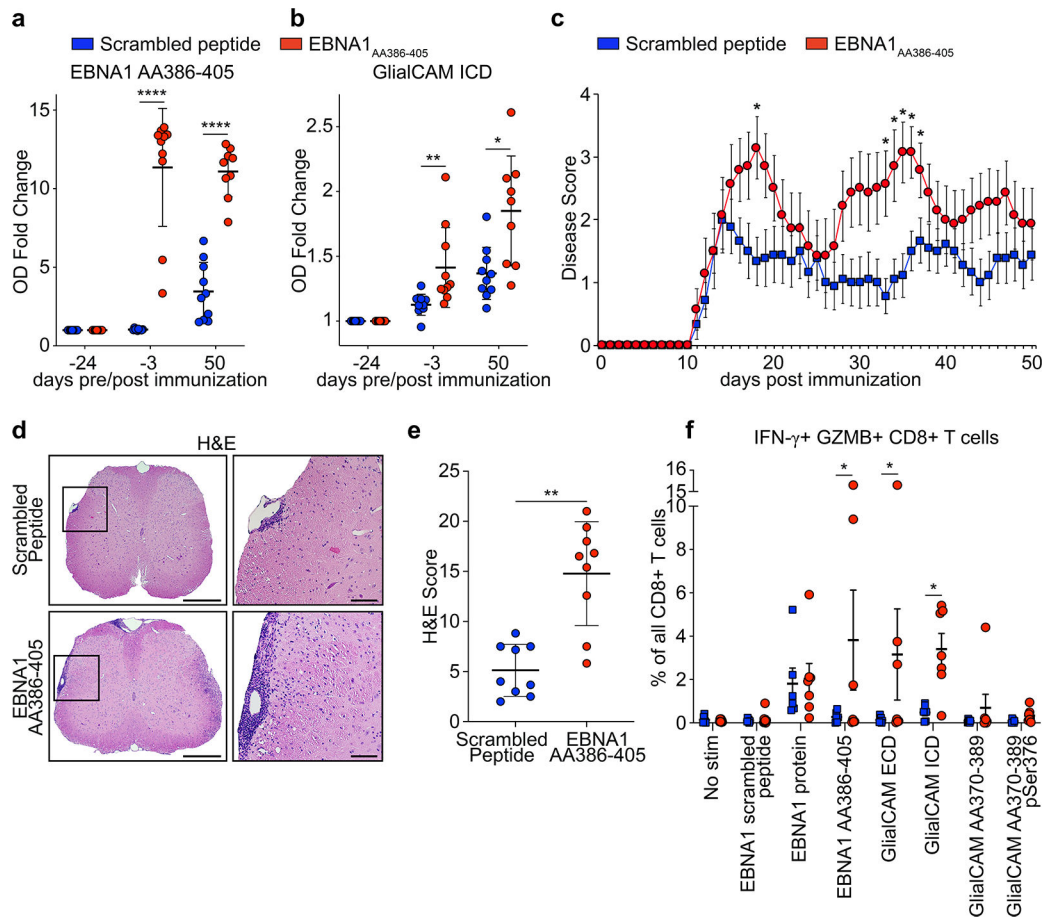 a
b
c
Scrambled peptide
EBNA1AA386-405
Scrambled peptide
EBNA1AA386-405
EBNA1 AA386-405
GlialCAM ICD
OD Fold Change
15
10
5
0
****
****
-24
-3
50
days pre/post immunization
OD Fold Change
2.5
2
1.5
1
**
*
-24
-3
50
days pre/post immunization
Disease Score
4
3
2
1
0
*
* * * * *
0
10
20
30
40
50
days post immunization
d
H&E
Scrambled
Peptide
EBNA1
AA386-405
e
H&E Score
25
20
15
10
5
0
**
Scrambled
Peptide
EBNA1
AA386-405
f
IFN-γ+ GZMB+ CD8+ T cells
% of all CD8+ T cells
16
15
10
8
6
4
2
0
*
*
*
No stim
EBNA1 scrambled
peptide
EBNA1 protein
EBNA1 AA386-405
GlialCAM ECD
GlialCAM ICD
GlialCAM AA370-389
GlialCAM AA370-389
pSer376